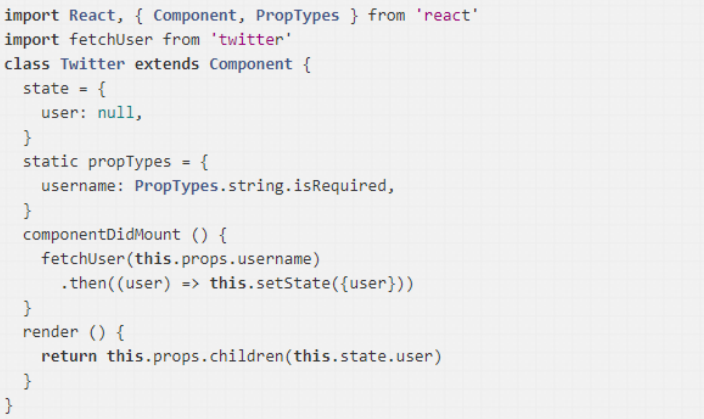 import React, { Component, PropTypes } from 'react'
import fetchUser from 'twitter'
class Twitter extends Component {
  state = {
    user: null,
  }
  static propTypes = {
    username: PropTypes.string.isRequired,
  }
  componentDidMount () {
    fetchUser(this.props.username)
      .then((user) => this.setState({user}))
  }
  render () {
    return this.props.children(this.state.user)
  }
}